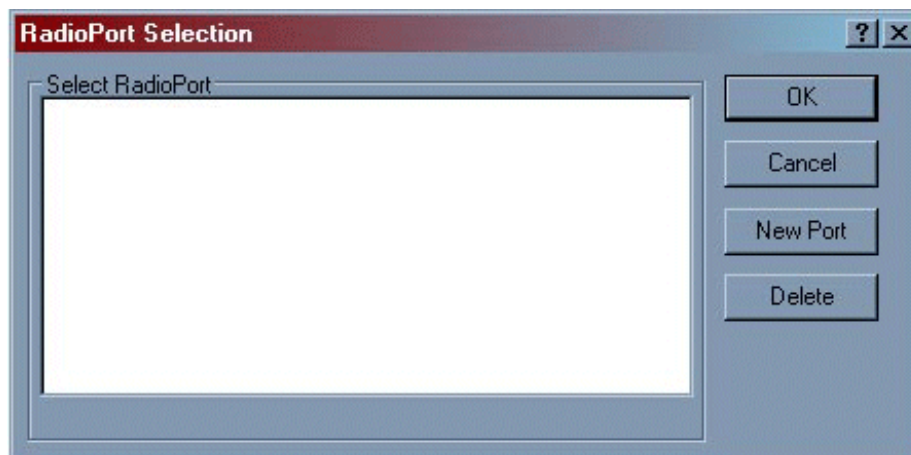 RadioPort Selection
?
Select RadioPort
OK
Cancel
New Port
Delete